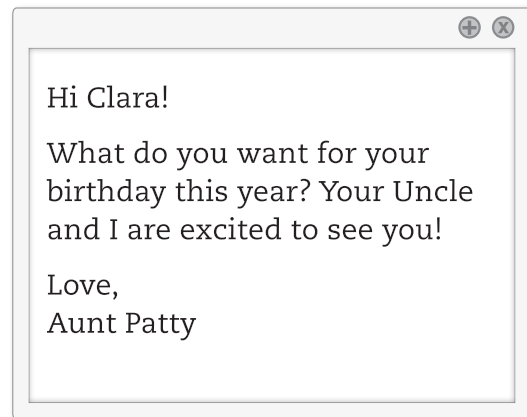 Hi Clara!
What do you want for your
birthday this year? Your Uncle
and I are excited to see you!
Love,
Aunt Patty